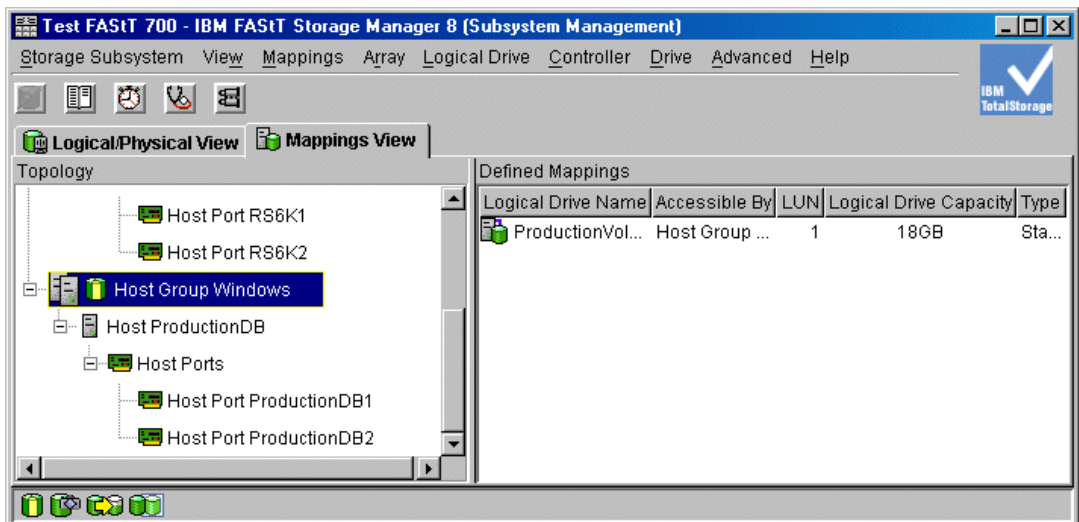 Test FAStT 700 - IBM FAStT Storage Manager 8 (Subsystem Management)
Storage Subsystem View Mappings Array Logical Drive Controller Drive Advanced Help
IBM
TotalStorage
Logical/Physical View Mappings View
Topology
Defined Mappings
Logical Drive Name Accessible By LUN Logical Drive Capacity Type
ProductionVol... Host Group ... 1 18GB Sta...
Host Port RS6K1
Host Port RS6K2
Host Group Windows
Host ProductionDB
Host Ports
Host Port ProductionDB1
Host Port ProductionDB2